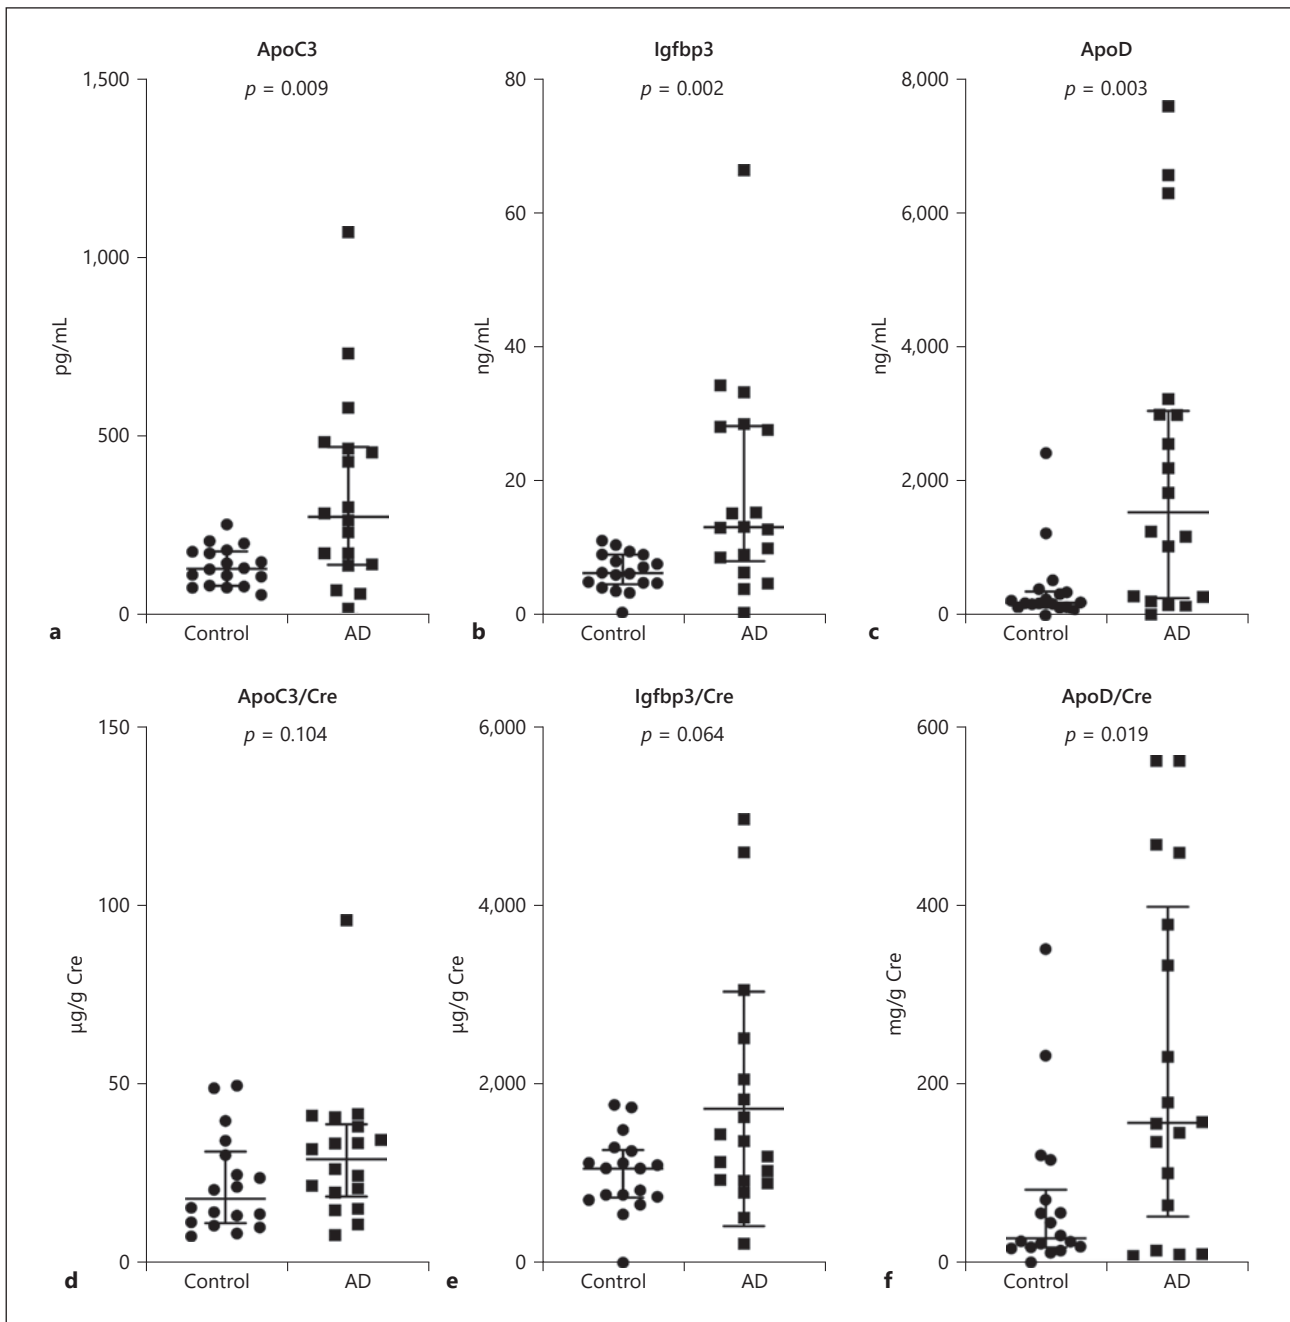 ApoC3
p = 0.009
1,500
1,000
500
0
pg/mL
a
Control
AD
Igfbp3
p = 0.002
80
60
40
20
0
ng/mL
b
Control
AD
ApoD
p = 0.003
8,000
6,000
4,000
2,000
0
ng/mL
c
Control
AD
ApoC3/Cre
p = 0.104
150
100
50
0
µg/g Cre
d
Control
AD
Igfbp3/Cre
p = 0.064
6,000
4,000
2,000
0
µg/g Cre
e
Control
AD
ApoD/Cre
p = 0.019
600
400
200
0
mg/g Cre
f
Control
AD